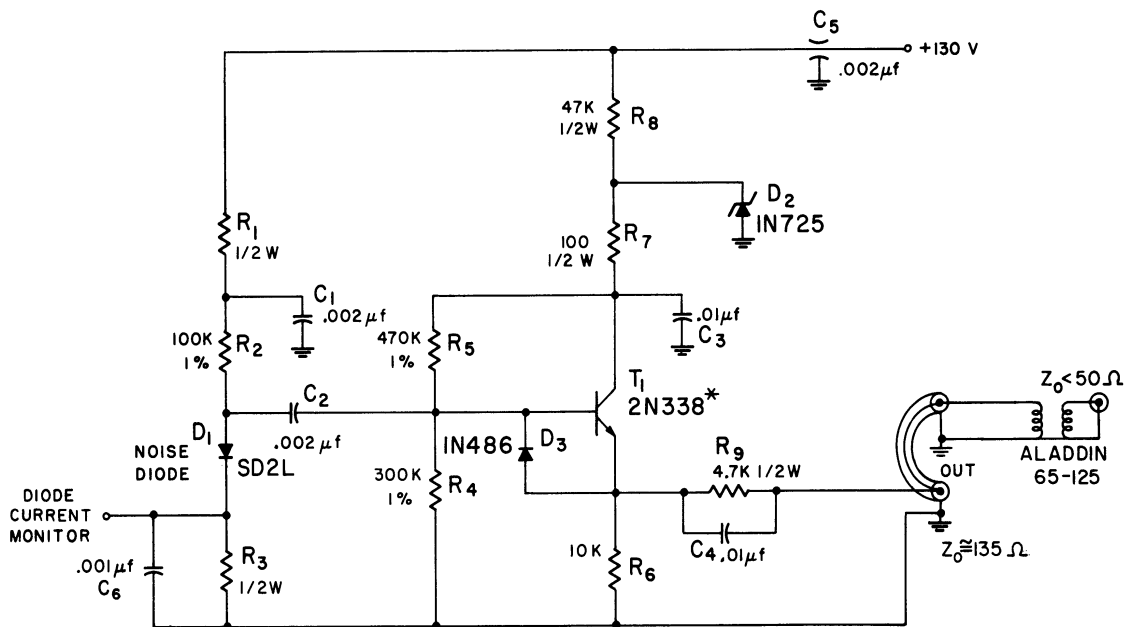 C5
+130 V
.002µf
47K
1/2W
R8
D2
IN725
R1
1/2 W
100
1/2 W
R7
C1
.002µf
100K
1%
R2
470K
1%
R5
.01µf
C3
C2
.002µf
T1
2N338*
Z0<50Ω
D1
NOISE
DIODE
SD2L
IN486
D3
R9
4.7K 1/2W
OUT
ALADDIN
65-125
300K
1%
R4
DIODE
CURRENT
MONITOR
C4
.01µf
Z0≅135 Ω
.001µf
C6
R3
1/2W
10K
R6